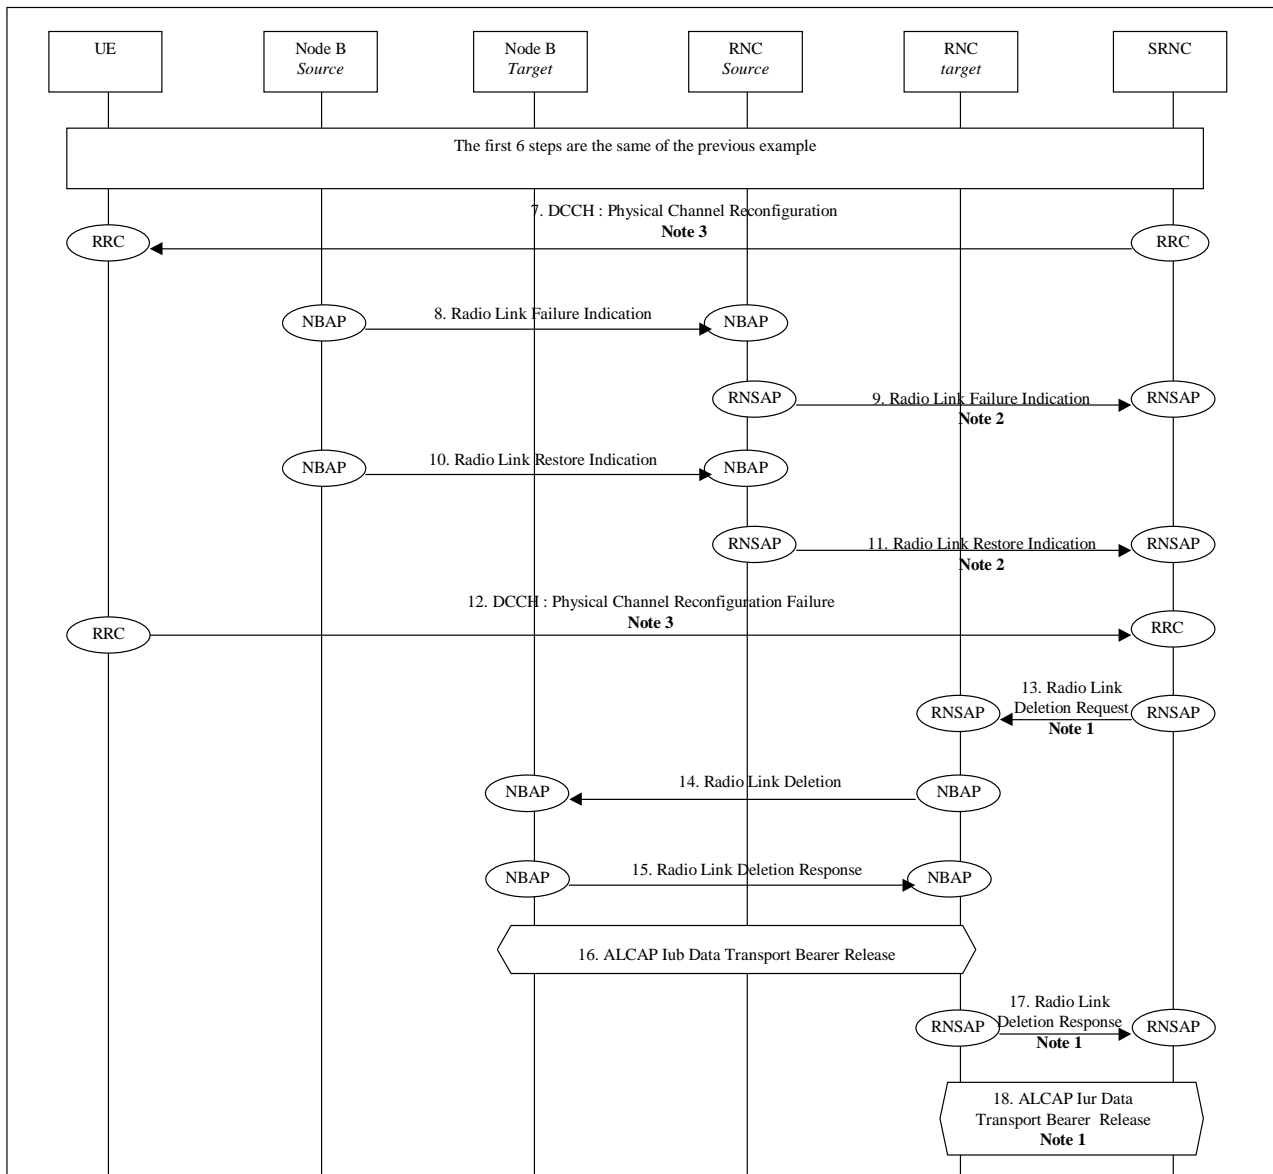 UE
Node B
Source
Node B
Target
RNC
Source
RNC
target
SRNC
The first 6 steps are the same of the previous example
7. DCCH : Physical Channel Reconfiguration
Note 3
RRC
RRC
8. Radio Link Failure Indication
NBAP
NBAP
RNSAP
9. Radio Link Failure Indication
Note 2
RNSAP
10. Radio Link Restore Indication
NBAP
NBAP
RNSAP
11. Radio Link Restore Indication
Note 2
RNSAP
12. DCCH : Physical Channel Reconfiguration Failure
Note 3
RRC
RRC
13. Radio Link
Deletion Request
Note 1
RNSAP
RNSAP
14. Radio Link Deletion
NBAP
NBAP
15. Radio Link Deletion Response
NBAP
NBAP
16. ALCAP Iub Data Transport Bearer Release
17. Radio Link
Deletion Response
Note 1
RNSAP
RNSAP
18. ALCAP Iur Data
Transport Bearer Release
Note 1